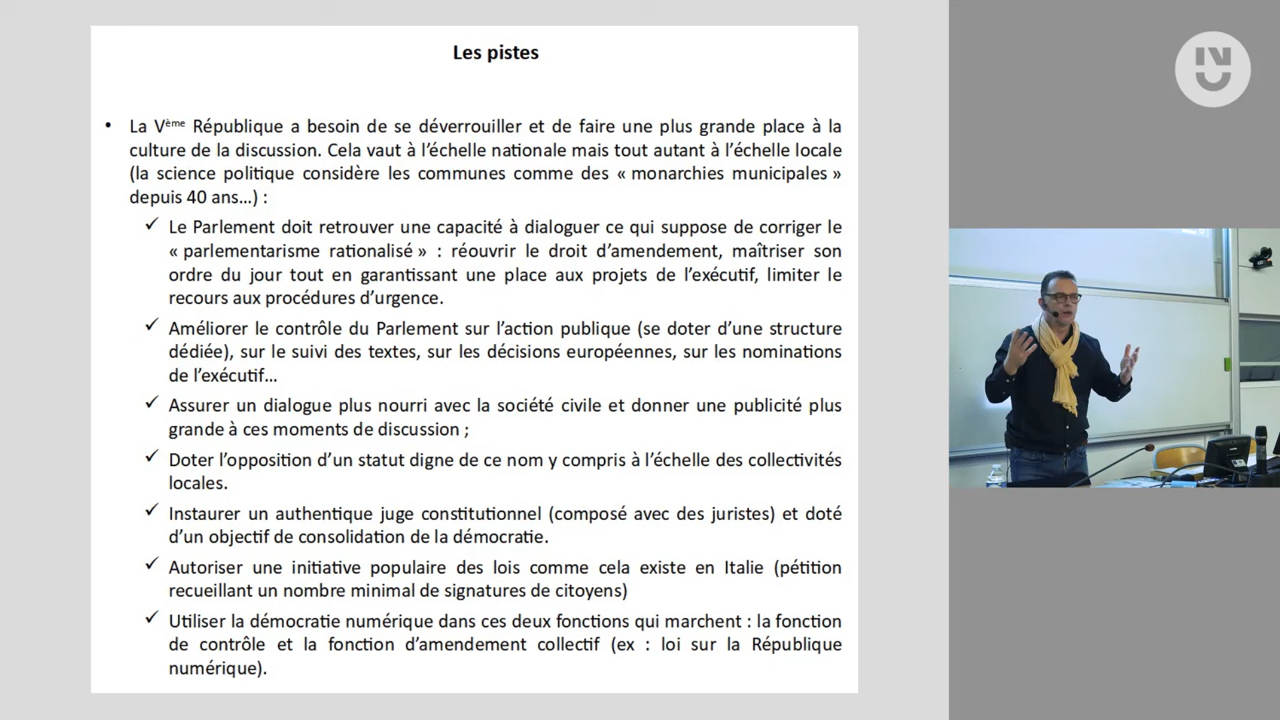 Les pistes
• La Vème République a besoin de se déverrouiller et de faire une plus grande place à la
culture de la discussion. Cela vaut à l’échelle nationale mais tout autant à l’échelle locale
(la science politique considère les communes comme des « monarchies municipales »
depuis 40 ans…) :
✓ Le Parlement doit retrouver une capacité à dialoguer ce qui suppose de corriger le
« parlementarisme rationalisé » : réouvrir le droit d’amendement, maîtriser son
ordre du jour tout en garantissant une place aux projets de l’exécutif, limiter le
recours aux procédures d’urgence.
✓ Améliorer le contrôle du Parlement sur l’action publique (se doter d’une structure
dédiée), sur le suivi des textes, sur les décisions européennes, sur les nominations
de l’exécutif…
✓ Assurer un dialogue plus nourri avec la société civile et donner une publicité plus
grande à ces moments de discussion ;
✓ Doter l’opposition d’un statut digne de ce nom y compris à l’échelle des collectivités
locales.
✓ Instaurer un authentique juge constitutionnel (composé avec des juristes) et doté
d’un objectif de consolidation de la démocratie.
✓ Autoriser une initiative populaire des lois comme cela existe en Italie (pétition
recueillant un nombre minimal de signatures de citoyens)
✓ Utiliser la démocratie numérique dans ces deux fonctions qui marchent : la fonction
de contrôle et la fonction d’amendement collectif (ex : loi sur la République
numérique).